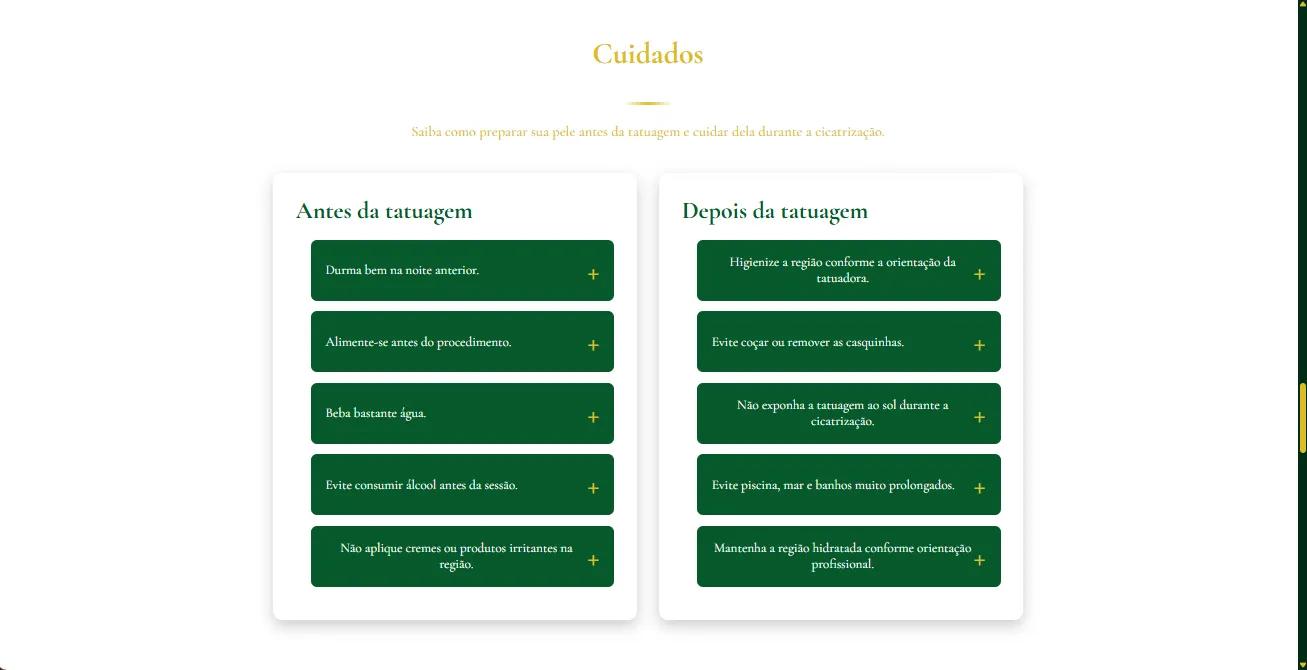 Cuidados
Saiba como preparar sua pele antes da tatuagem e cuidar dela durante a cicatrização.
Antes da tatuagem
Durma bem na noite anterior.
+
Alimente-se antes do procedimento.
+
Beba bastante água.
+
Evite consumir álcool antes da sessão.
+
Não aplique cremes ou produtos irritantes na
região.
+
Depois da tatuagem
Higienize a região conforme a orientação da
tatuadora.
+
Evite coçar ou remover as casquinhas.
+
Não exponha a tatuagem ao sol durante a
cicatrização.
+
Evite piscina, mar e banhos muito prolongados.
+
Mantenha a região hidratada conforme orientação
profissional.
+